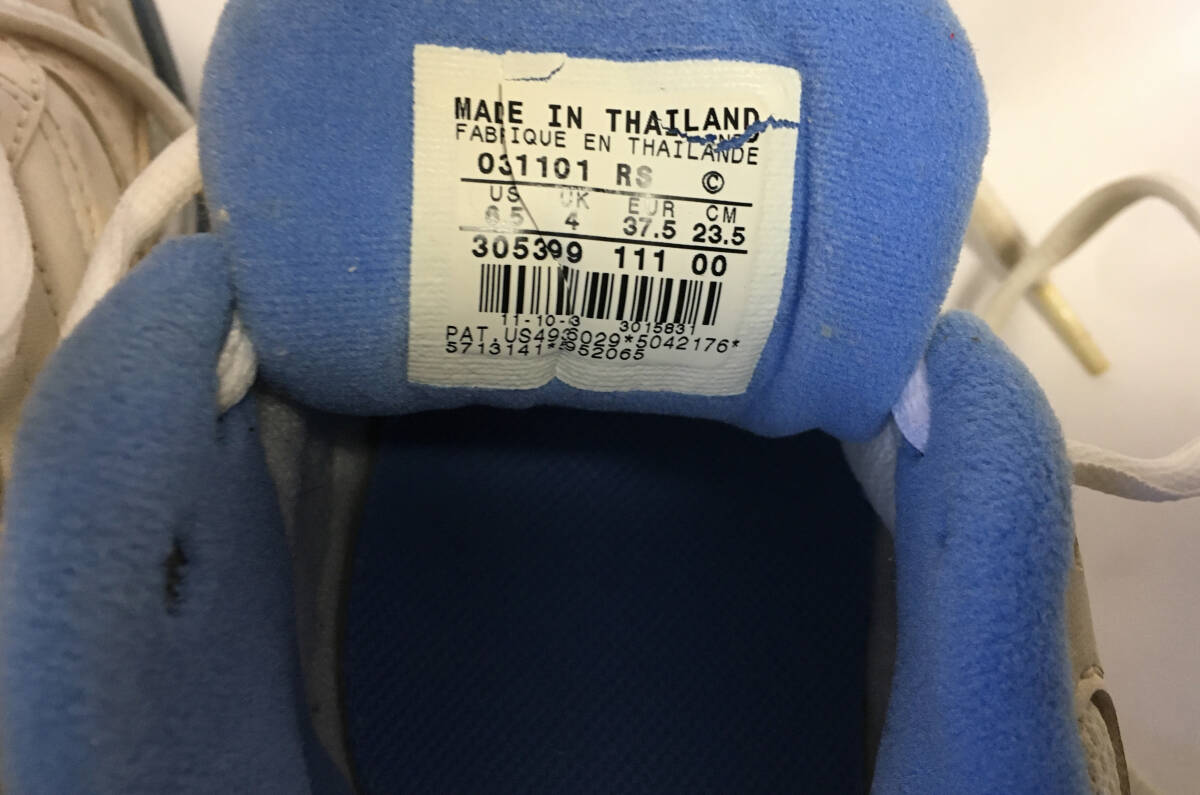 MADE IN THAILAND
FABRIQUE EN THAILANDE
031101 RS ©
US UK EUR CM
6.5 4 37.5 23.5
305399 111 00
11-10-3 3015831
PAT. US4936029*5042176*
5713141*5952065